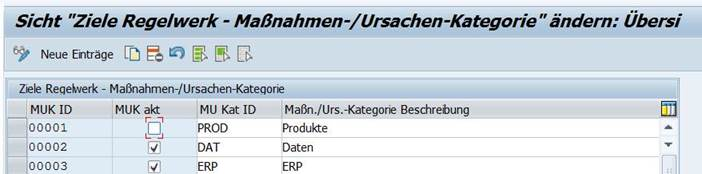 Sicht "Ziele Regelwerk - Maßnahmen-/Ursachen-Kategorie" ändern: Übersi
Neue Einträge
Ziele Regelwerk - Maßnahmen-/Ursachen-Kategorie
MUK ID MUK akt MU Kat ID Maßn./Urs.-Kategorie Beschreibung
00001 PROD Produkte
00002 DAT Daten
00003 ERP ERP